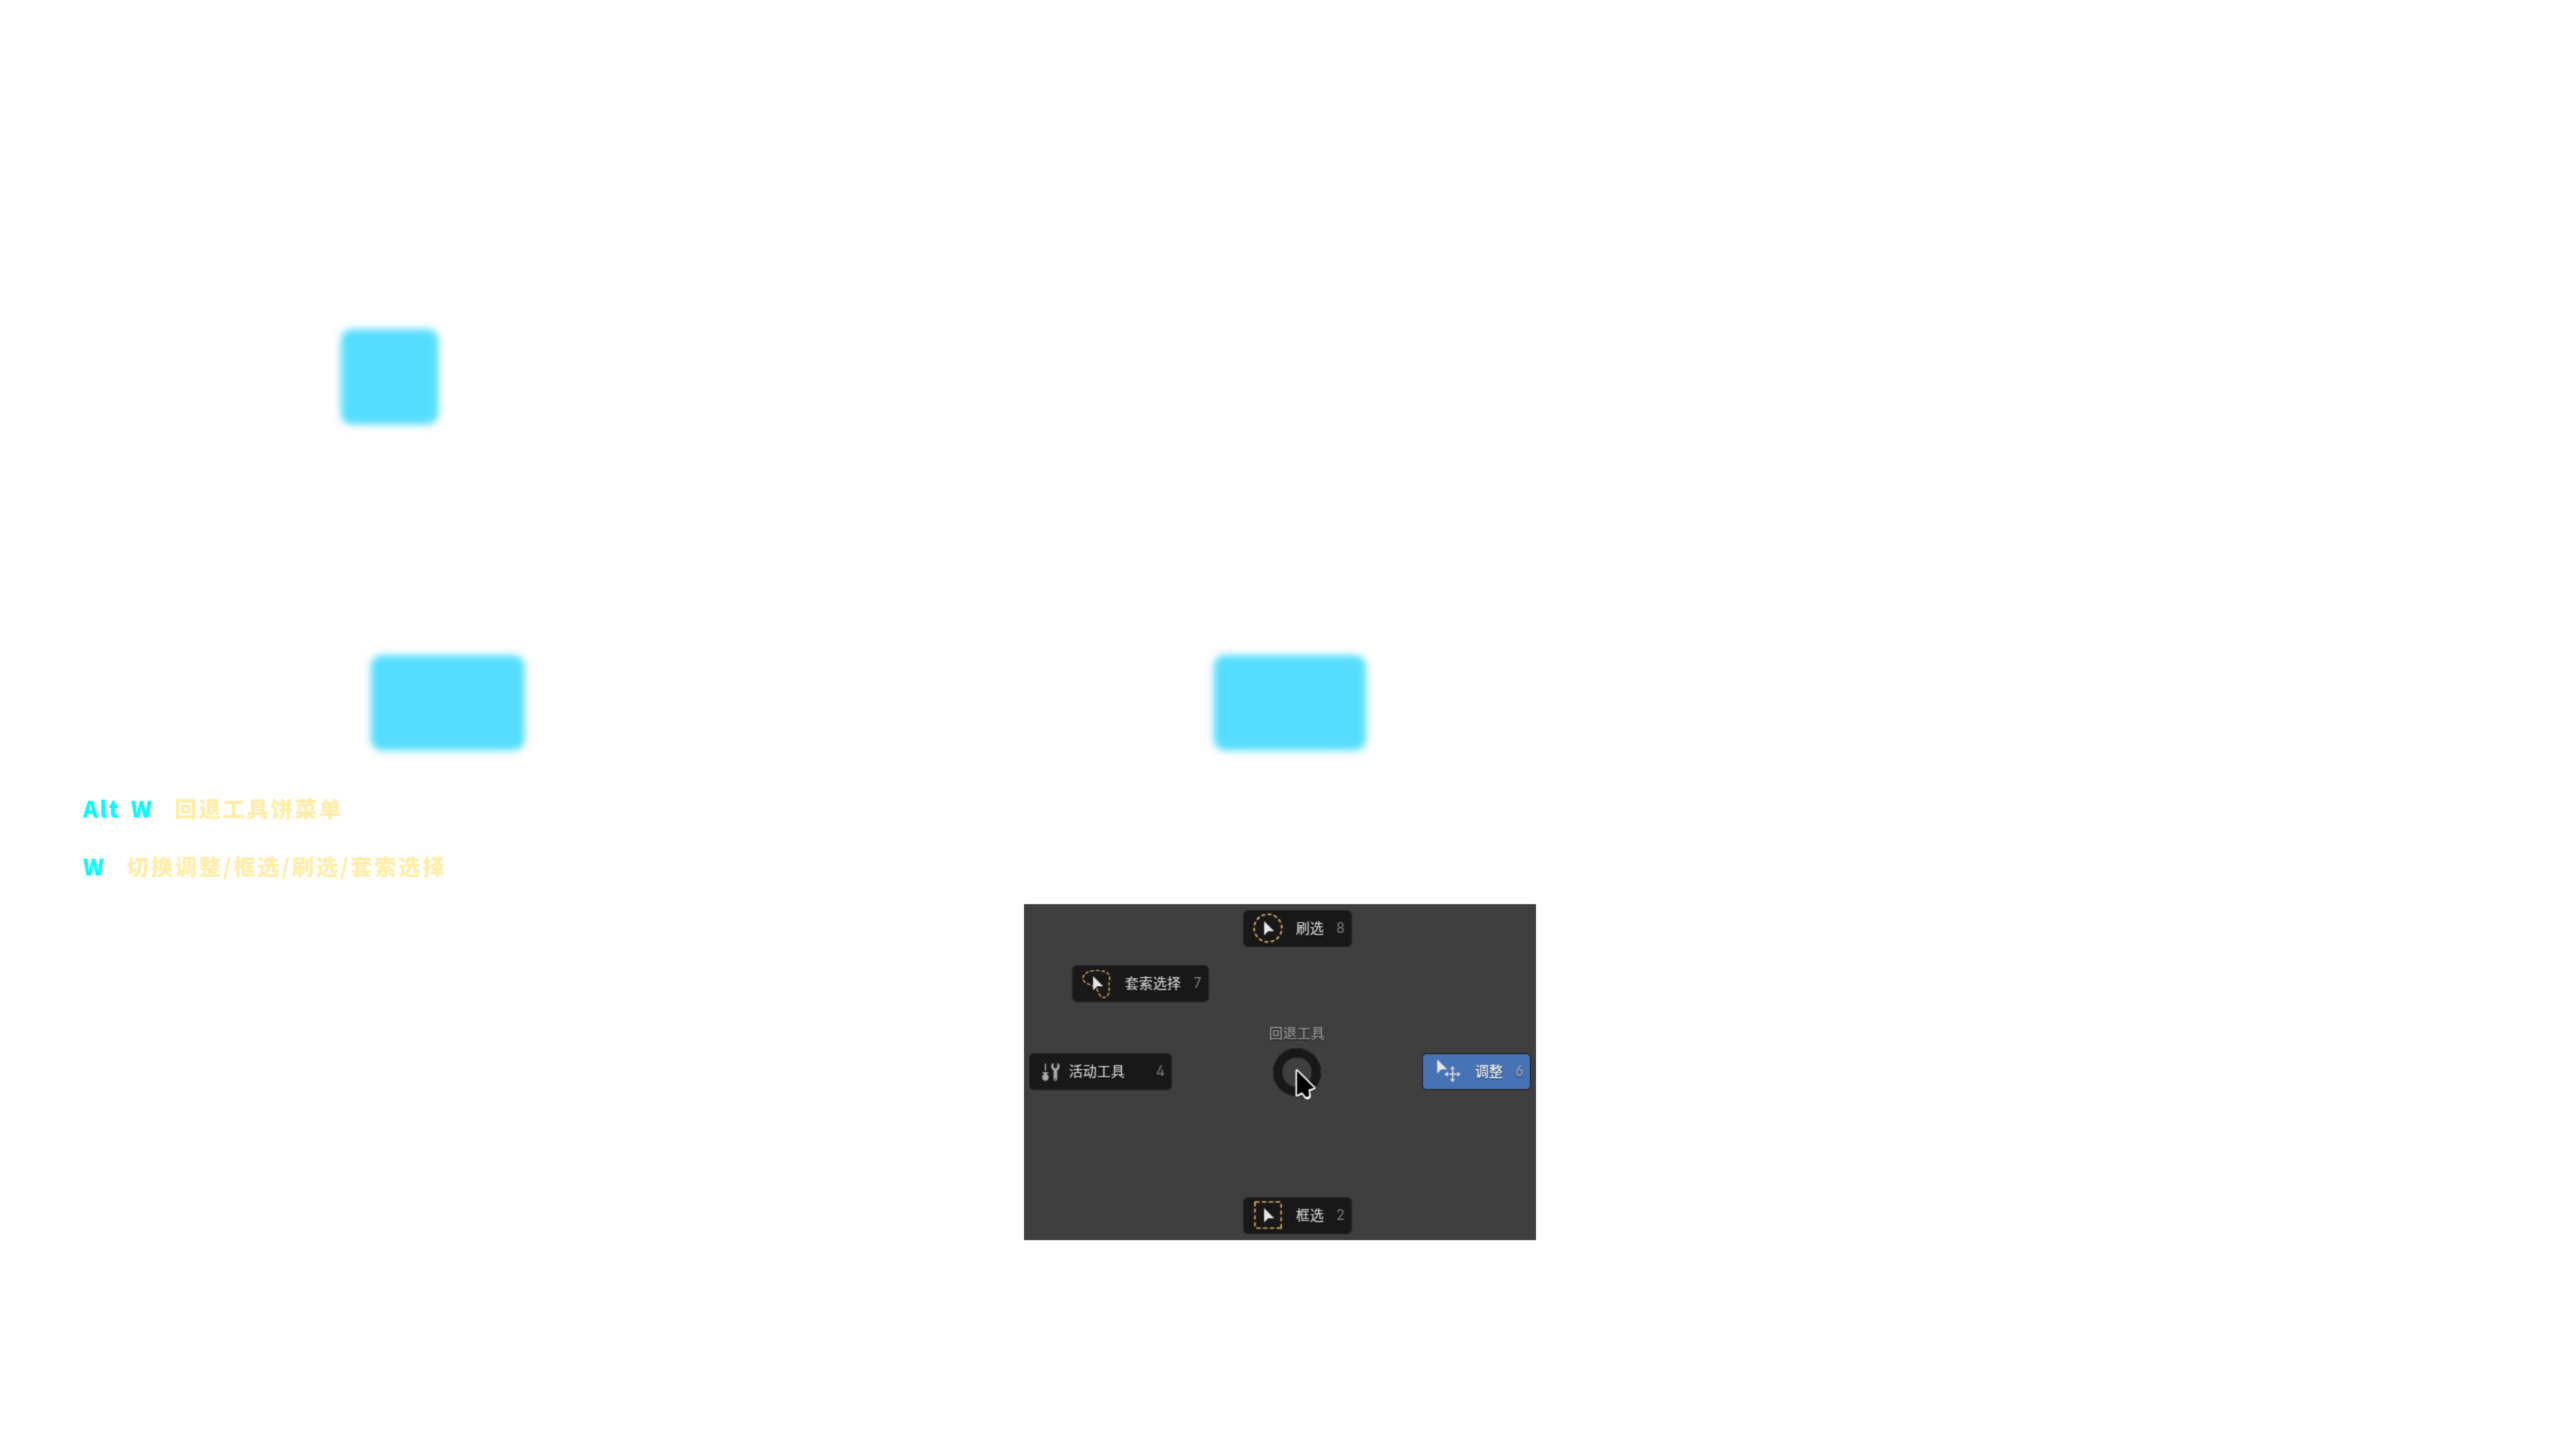 Alt W 回退工具饼菜单
W 切换调整/框选/刷选/套索选择
刷选 8
套索选择 7
回退工具
活动工具 4
调整 6
框选 2